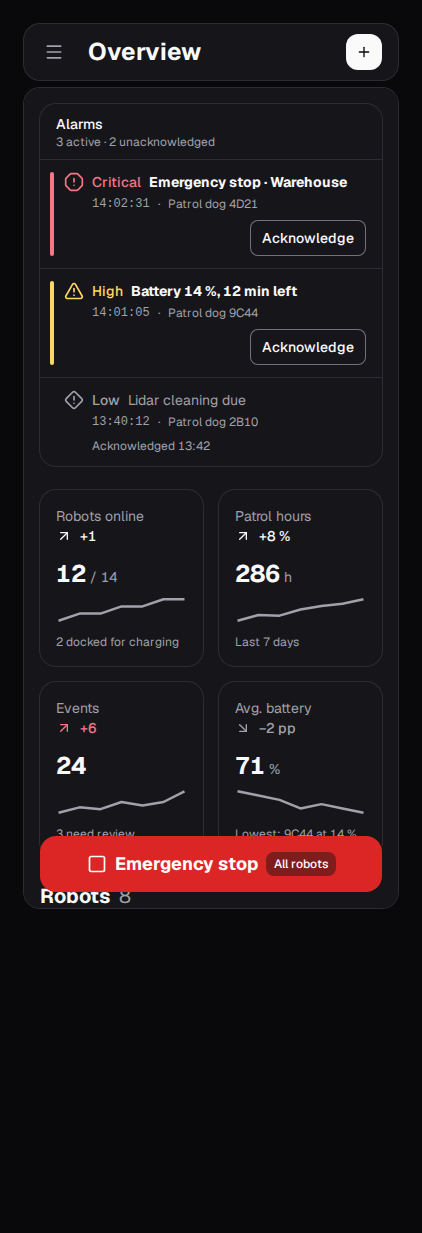 Overview
Alarms
3 active · 2 unacknowledged
Critical Emergency stop · Warehouse
14:02:31 · Patrol dog 4D21
Acknowledge
High Battery 14 %, 12 min left
14:01:05 · Patrol dog 9C44
Acknowledge
Low Lidar cleaning due
13:40:12 · Patrol dog 2B10
Acknowledged 13:42
Robots online
+1
12 / 14
2 docked for charging
Patrol hours
+8 %
286 h
Last 7 days
Events
+6
24
3 need review
Avg. battery
−2 pp
71 %
Lowest: 9C44 at 14 %
Emergency stop All robots
Robots 8